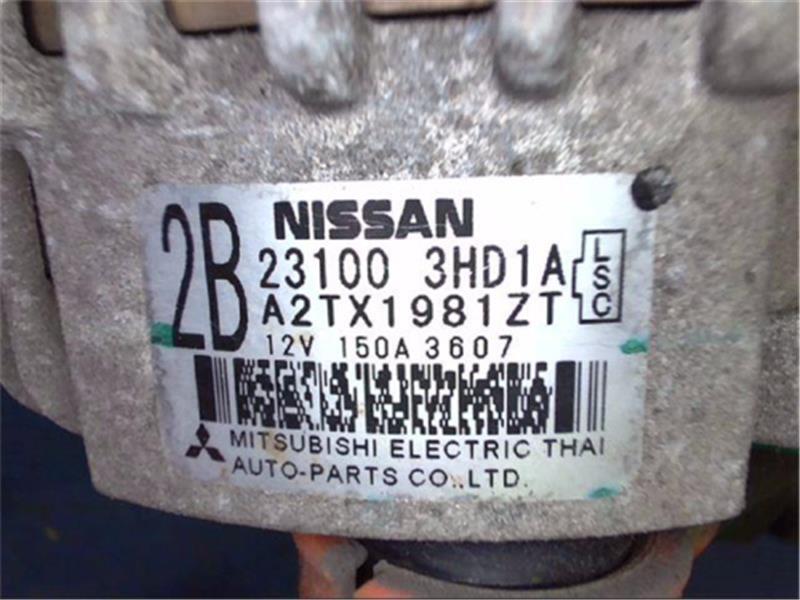 2B
NISSAN
23100 3HD1A
A2TX1981ZT
LSC
12V 150A 3607
MITSUBISHI ELECTRIC THAI
AUTO-PARTS CO.,LTD.